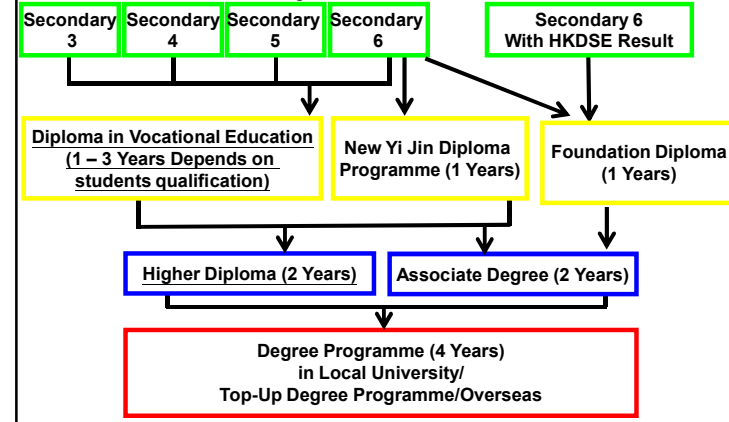 Secondary
3
Secondary
4
Secondary
5
Secondary
6
Secondary 6
With HKDSE Result
Diploma in Vocational Education
(1 – 3 Years Depends on
students qualification)
New Yi Jin Diploma
Programme (1 Years)
Foundation Diploma
(1 Years)
Higher Diploma (2 Years)
Associate Degree (2 Years)
Degree Programme (4 Years)
in Local University/
Top-Up Degree Programme/Overseas